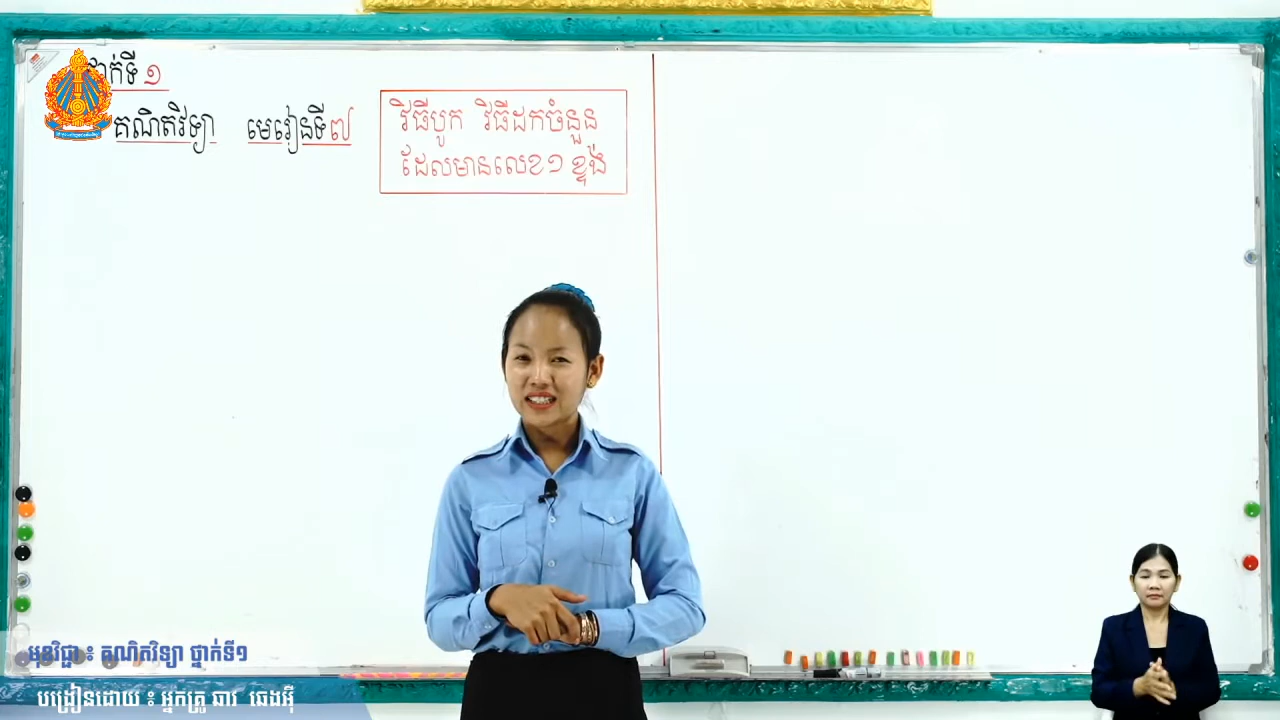 ថ្នាក់ទី ១
គណិតវិទ្យា មេរៀនទី៧
វិធីបូក វិធីដកចំនួន
ដែលមានលេខ១ ខ្ទង់
មុខវិជ្ជា ៖ គណិតវិទ្យា ថ្នាក់ទី១
បង្រៀនដោយ ៖ អ្នកគ្រូ ឆាវ ឆេងអ៊ី